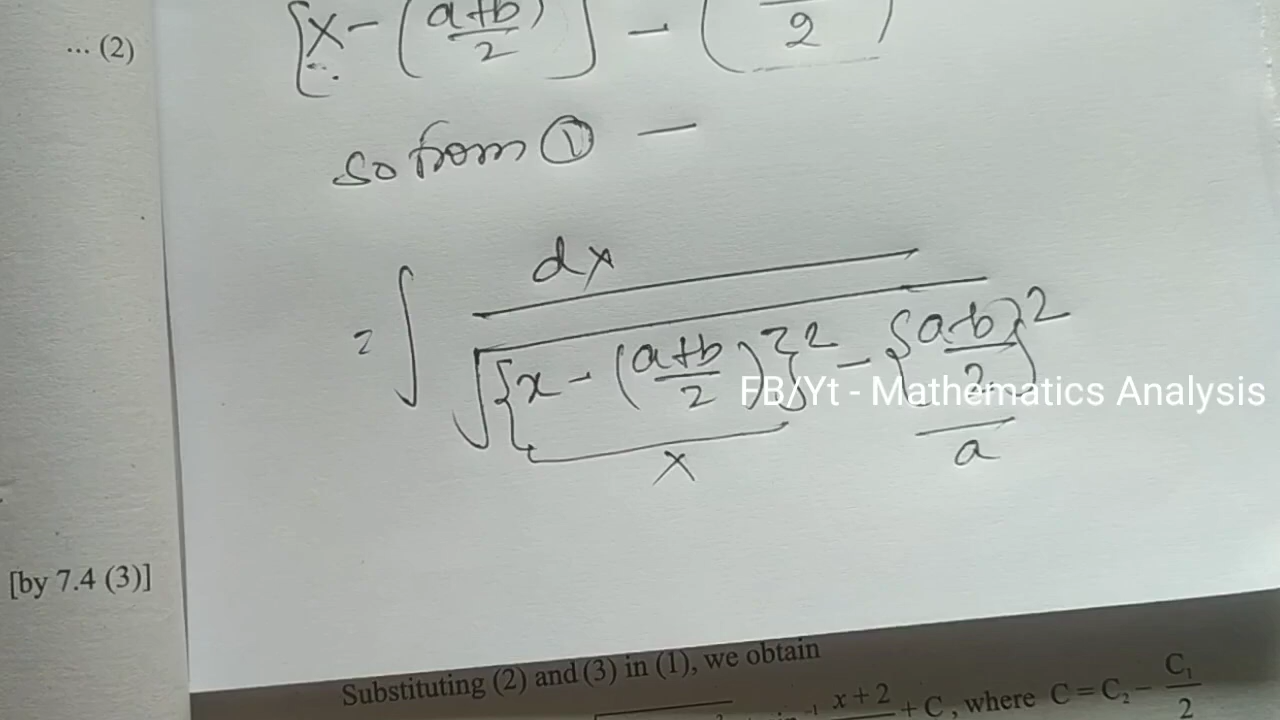 ... (2)
{x - (a+b)/2} - ( /2)
so from ① —
= ∫ dx / √({x - (a+b/2)}² - {a-b/2}²)
x a
FB/Yt - Mathematics Analysis
[by 7.4 (3)]
Substituting (2) and (3) in (1), we obtain
x + 2 / + C, where C = C₂ - C₁/2